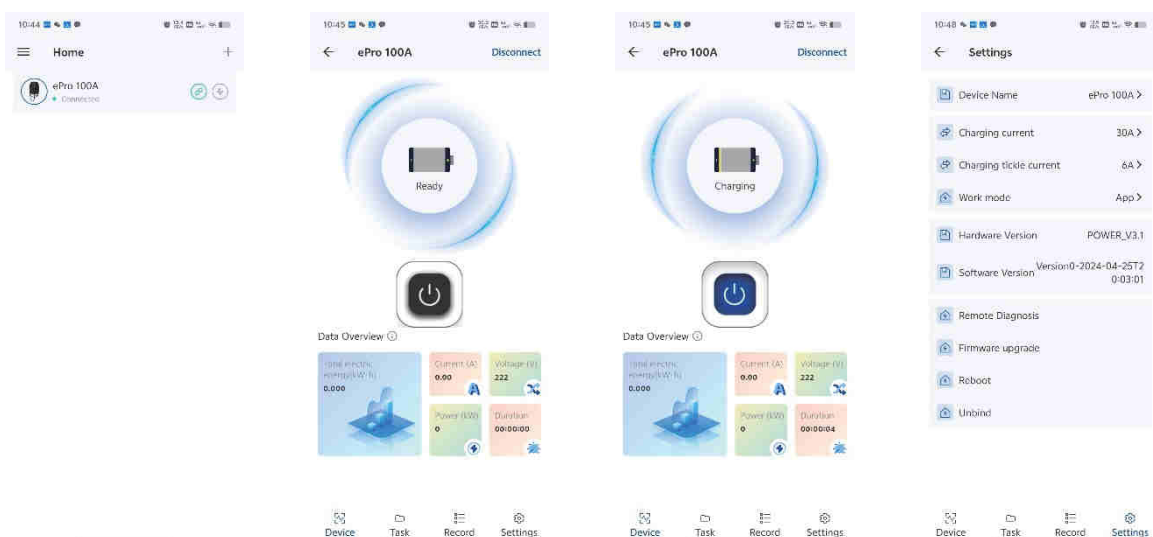 10:44
Home
+
ePro 100A
Connected
10:45
ePro 100A
Disconnect
Ready
Data Overview
Total electric
energy(kW·h)
0.000
Current (A)
0.00
Voltage (V)
222
Power (kW)
0
Duration
00:00:00
Device
Task
Record
Settings
10:45
ePro 100A
Disconnect
Charging
Data Overview
Total electric
energy(kW·h)
0.000
Current (A)
0.00
Voltage (V)
222
Power (kW)
0
Duration
00:00:04
Device
Task
Record
Settings
10:48
Settings
Device Name ePro 100A >
Charging current 30A >
Charging tickle current 6A >
Work mode App >
Hardware Version POWER_V3.1
Software Version Version0-2024-04-25T2
0:03:01
Remote Diagnosis
Firmware upgrade
Reboot
Unbind
Device
Task
Record
Settings